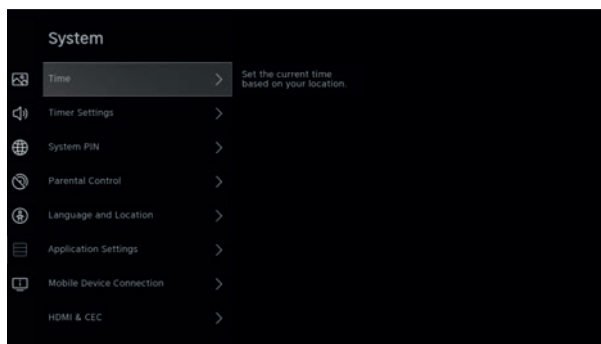 System
Time
Set the current time
based on your location.
Timer Settings
System PIN
Parental Control
Language and Location
Application Settings
Mobile Device Connection
HDMI & CEC